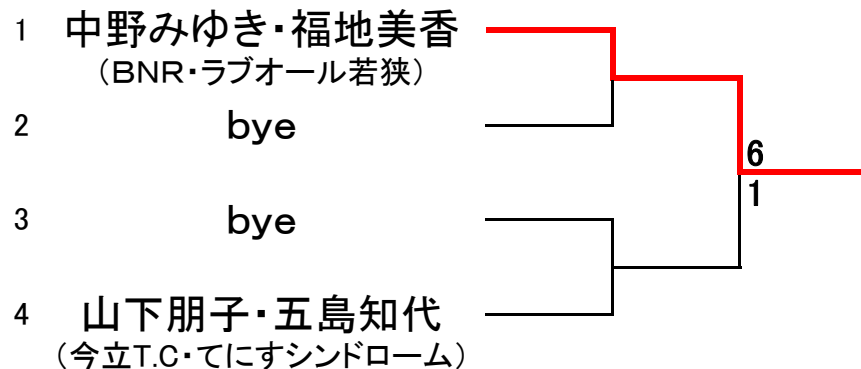 1 中野みゆき・福地美香
（BNR・ラブオール若狭）
2 bye
6
1
3 bye
4 山下朋子・五島知代
（今立T.C・てにすシンドローム）